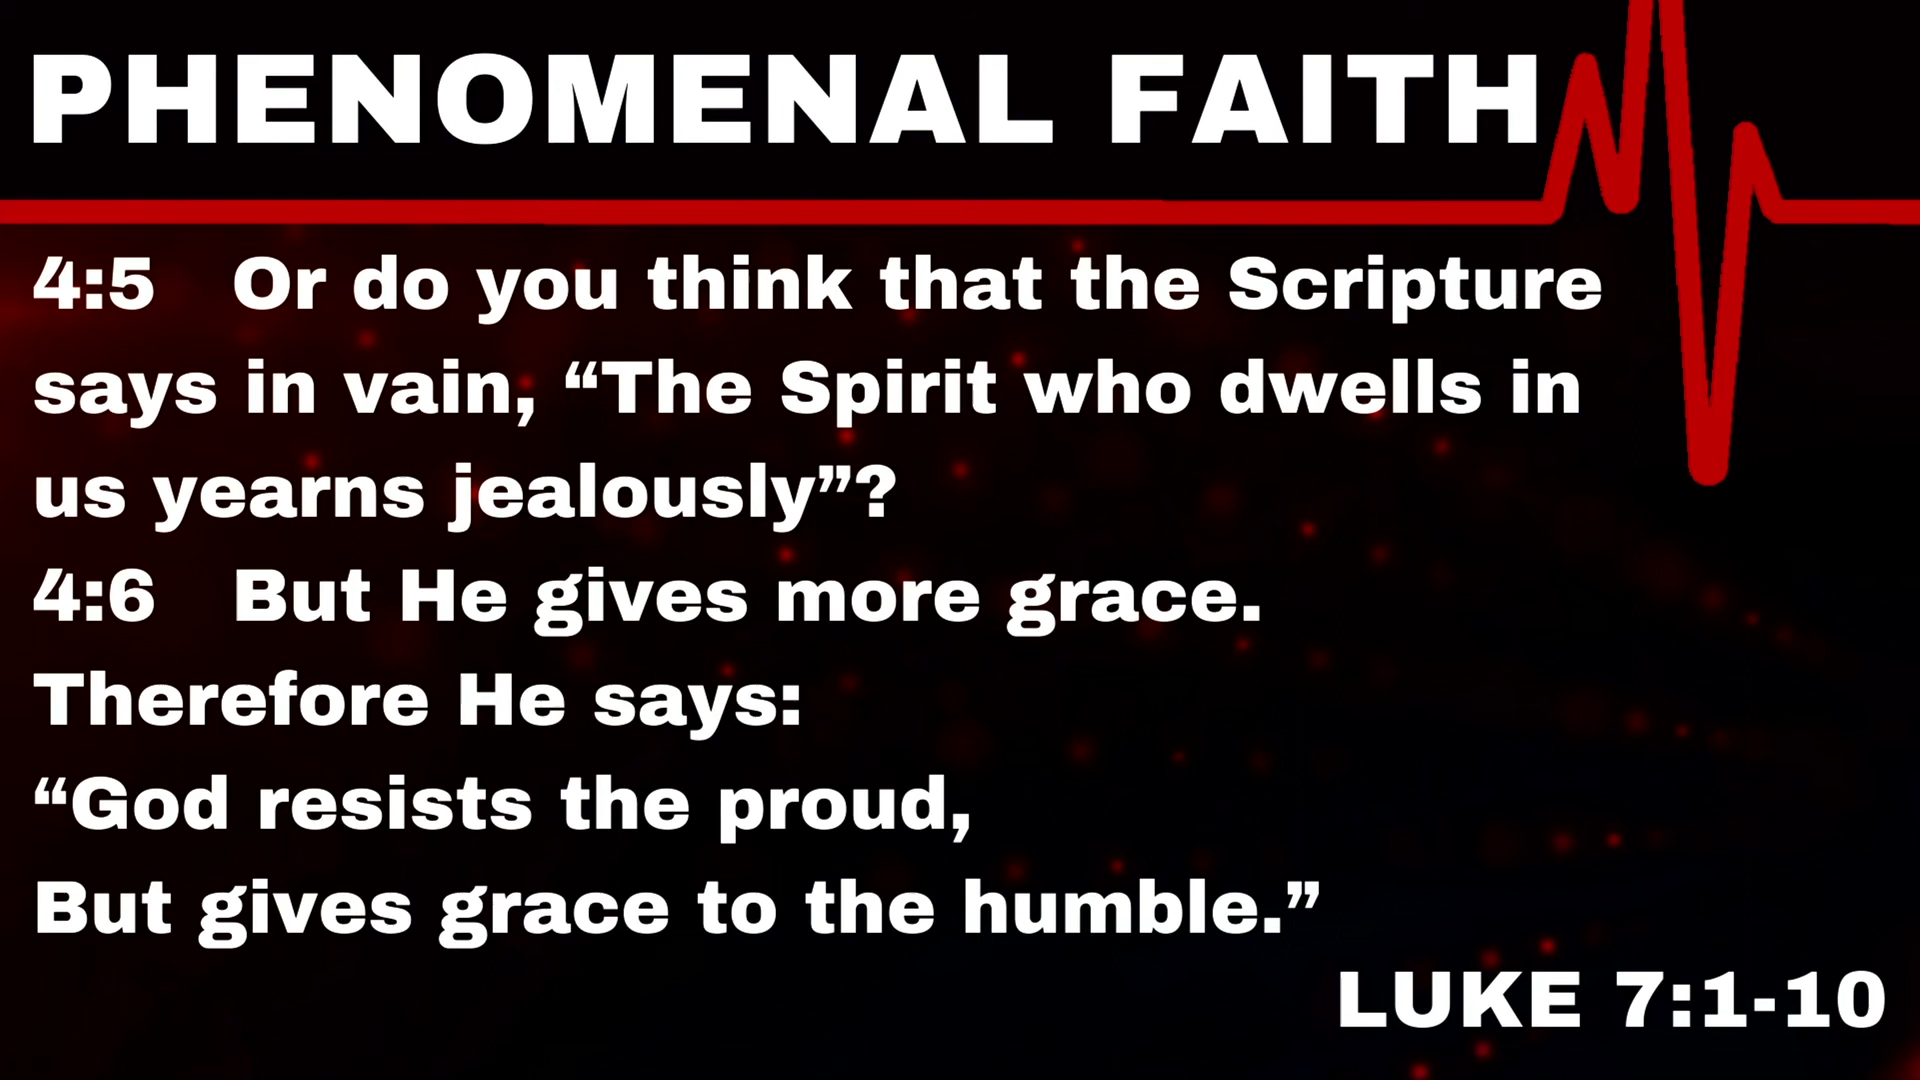 PHENOMENAL FAITH
4:5 Or do you think that the Scripture
says in vain, “The Spirit who dwells in
us yearns jealously”?
4:6 But He gives more grace.
Therefore He says:
“God resists the proud,
But gives grace to the humble.”
LUKE 7:1-10